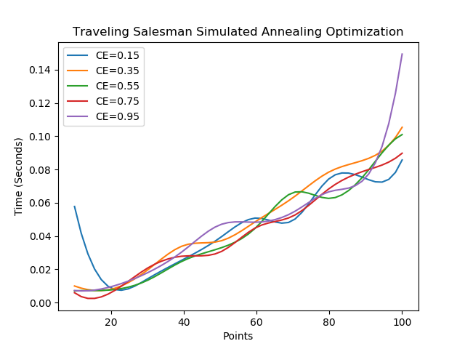 Traveling Salesman Simulated Annealing Optimization
CE=0.15
CE=0.35
CE=0.55
CE=0.75
CE=0.95
Time (Seconds)
0.14
0.12
0.10
0.08
0.06
0.04
0.02
0.00
20 40 60 80 100
Points